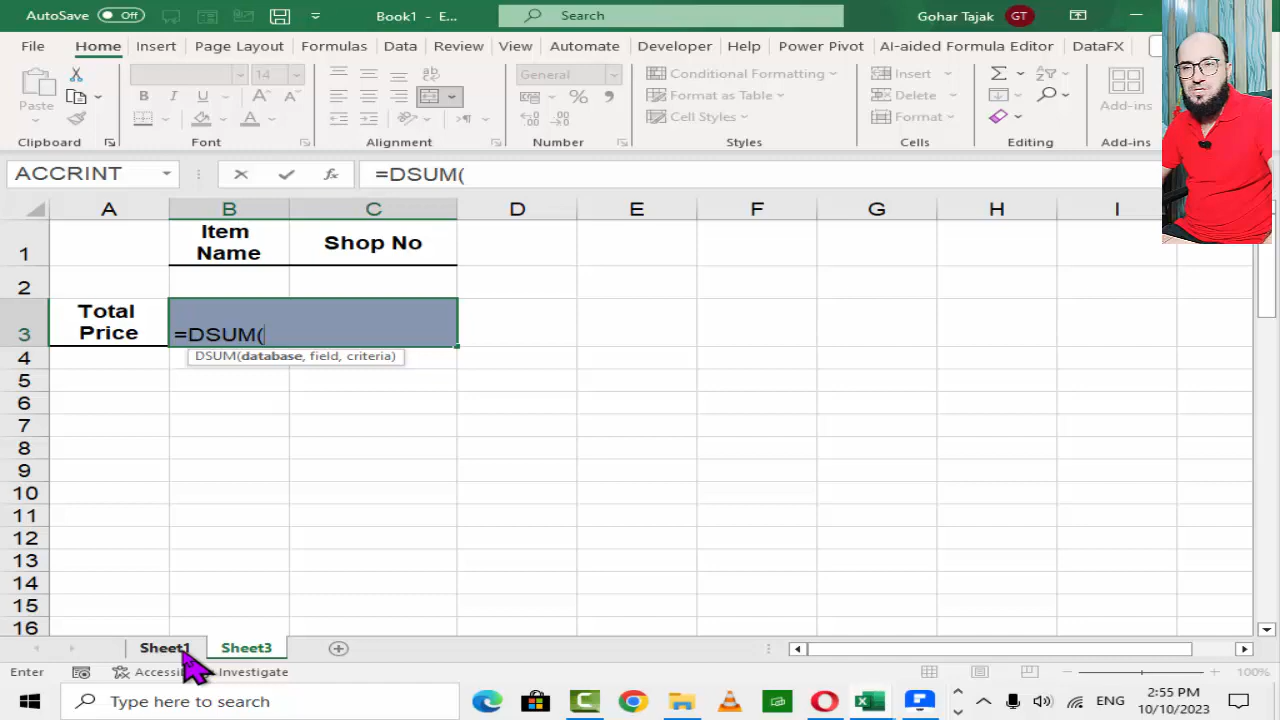 AutoSave Off Book1 - E... Search Gohar Tajak GT
File Home Insert Page Layout Formulas Data Review View Automate Developer Help Power Pivot AI-aided Formula Editor DataFX
Paste 14 General Conditional Formatting Insert Add-ins
B I U A A Format as Table Delete
Cell Styles Format
Clipboard Font Alignment Number Styles Cells Editing Add-ins
ACCRINT fx =DSUM(
A B C D E F G H I
1 Item Name Shop No
2
3 Total Price =DSUM(
DSUM(database, field, criteria)
4
5
6
7
8
9
10
11
12
13
14
15
16
Sheet1 Sheet3
Enter Investigate 100%
Type here to search ENG 2:55 PM
10/10/2023